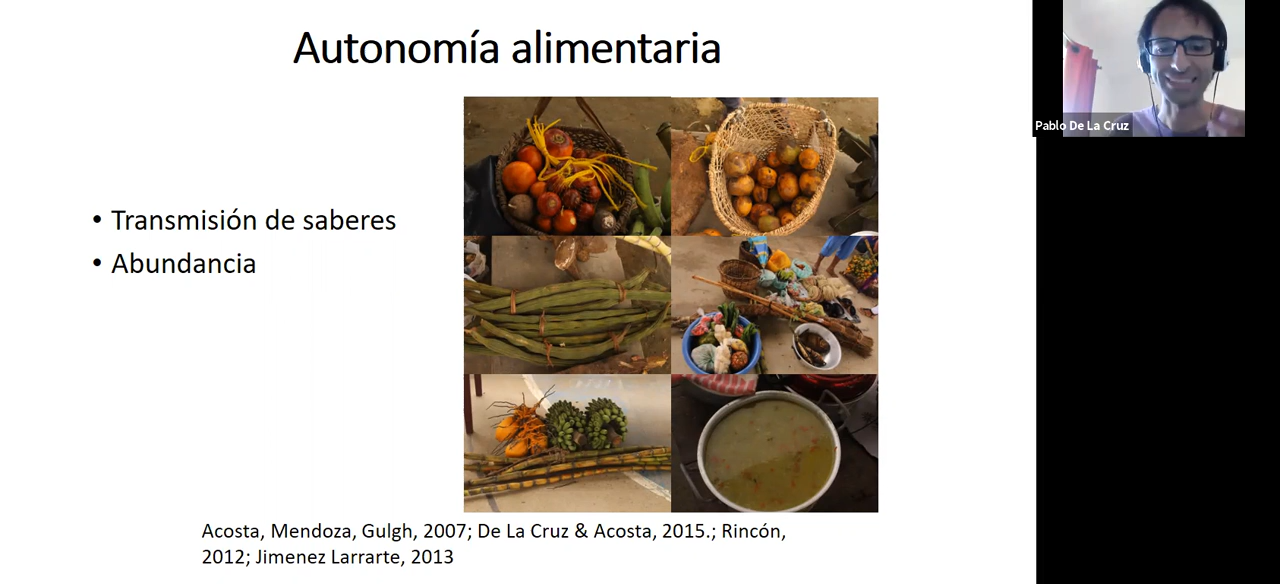 Autonomía alimentaria
• Transmisión de saberes
• Abundancia
Acosta, Mendoza, Gulgh, 2007; De La Cruz & Acosta, 2015.; Rincón,
2012; Jimenez Larrarte, 2013
Pablo De La Cruz